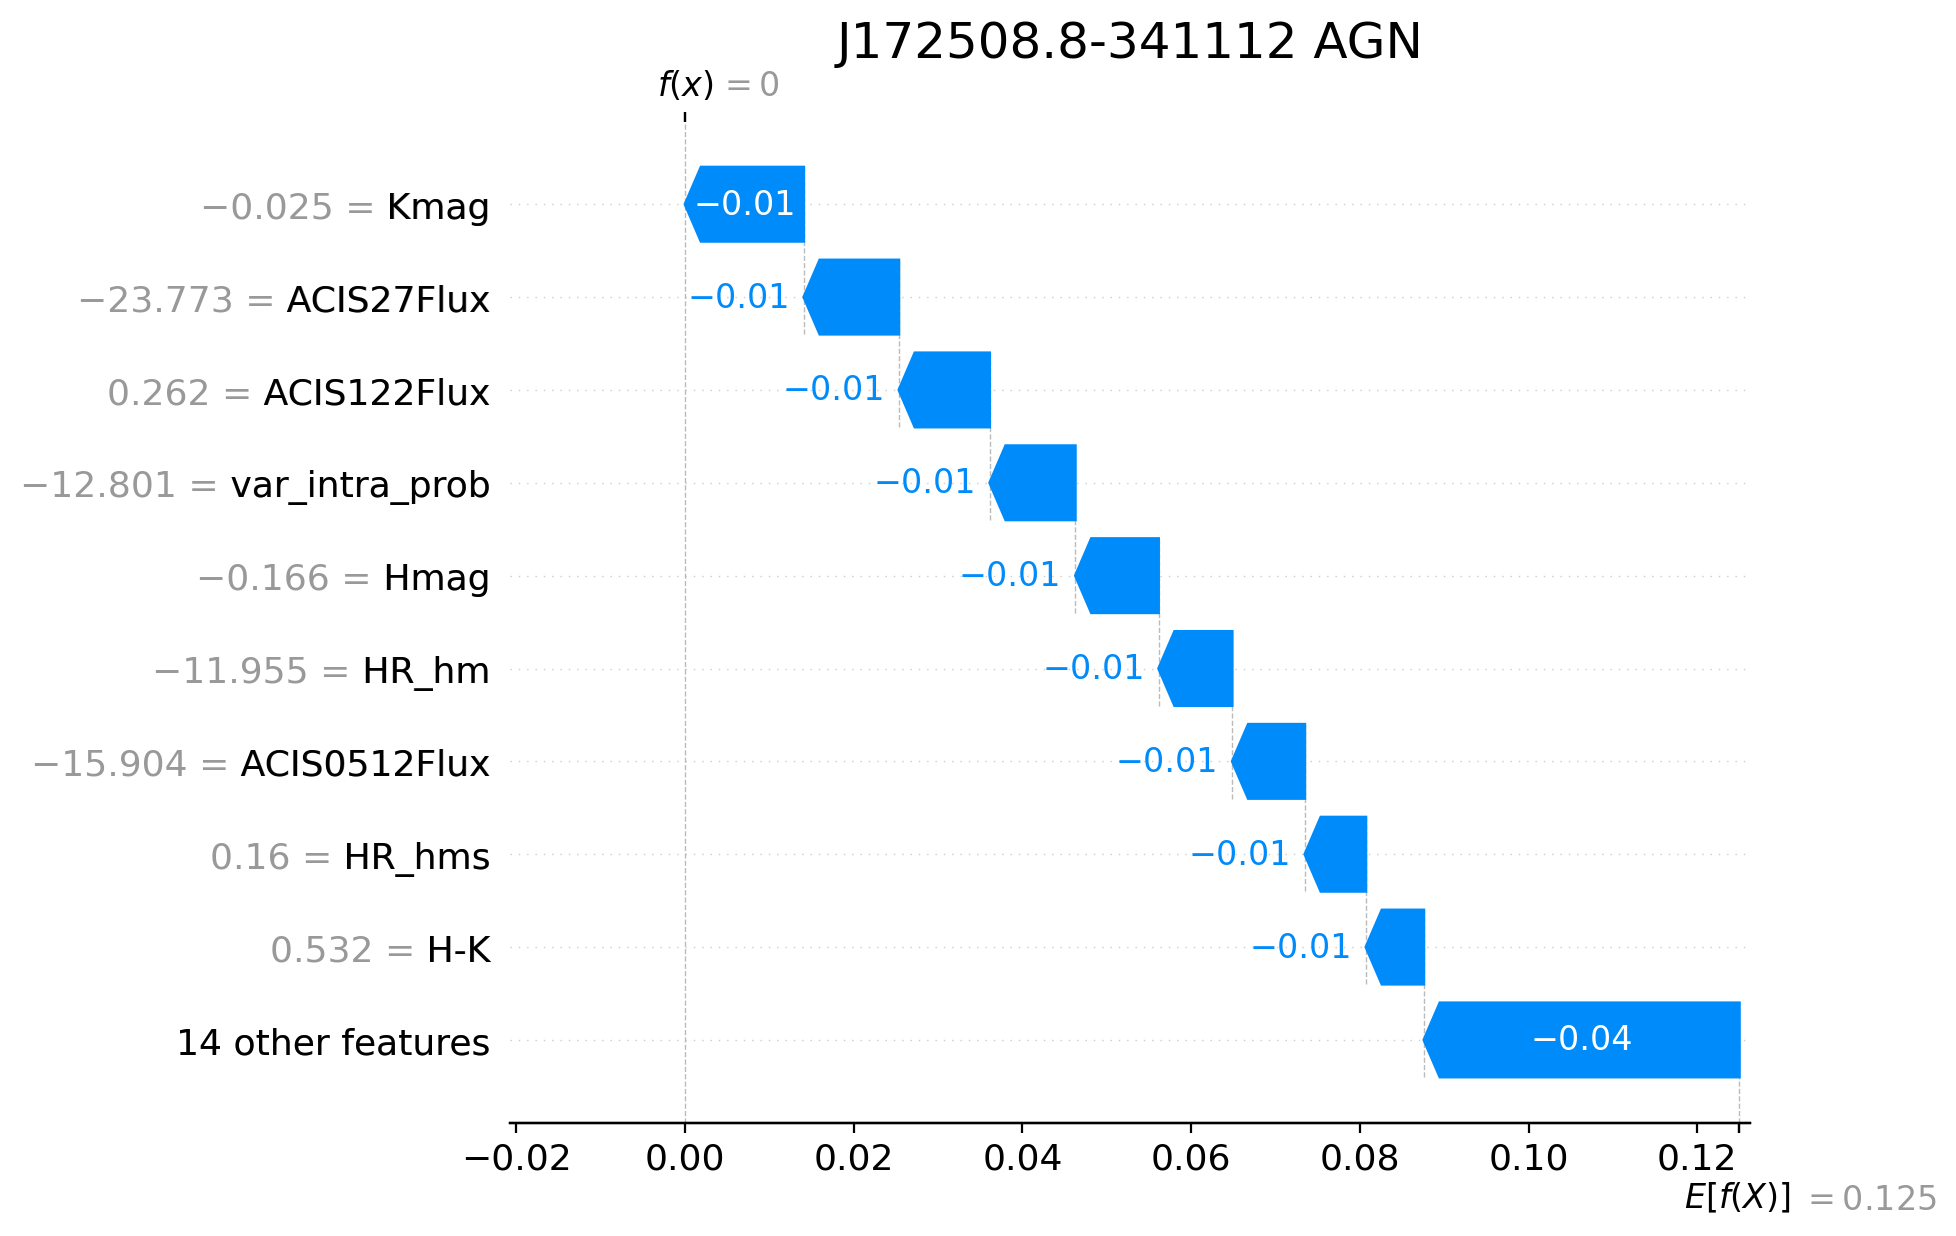 J172508.8-341112 AGN
f(x) = 0
−0.025 = Kmag
−0.01
−23.773 = ACIS27Flux
−0.01
0.262 = ACIS122Flux
−0.01
−12.801 = var_intra_prob
−0.01
−0.166 = Hmag
−0.01
−11.955 = HR_hm
−0.01
−15.904 = ACIS0512Flux
−0.01
0.16 = HR_hms
−0.01
0.532 = H-K
−0.01
14 other features
−0.04
−0.02 0.00 0.02 0.04 0.06 0.08 0.10 0.12
E[f(X)] = 0.125